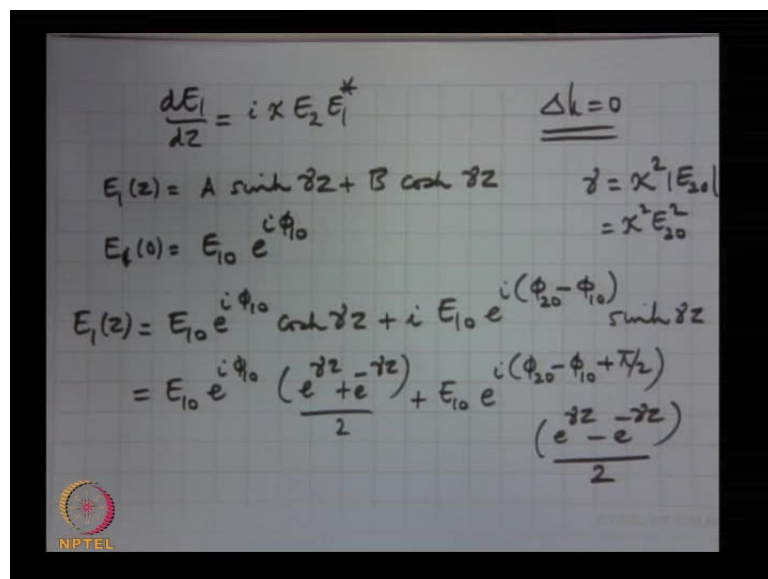 dE₁/dz = i κ E₂ E₁* Δk = 0
E₁(z) = A sinh γz + B cosh γz γ = κ² |E₂₀|
= κ² E₂₀²
E₁(0) = E₁₀ e^{iφ₁₀}
E₁(z) = E₁₀ e^{iφ₁₀} cosh γz + i E₁₀ e^{i(φ₂₀ - φ₁₀)} sinh γz
= E₁₀ e^{iφ₁₀} (e^{γz} + e^{-γz})/2 + E₁₀ e^{i(φ₂₀ - φ₁₀ + π/2)} (e^{γz} - e^{-γz})/2
NPTEL